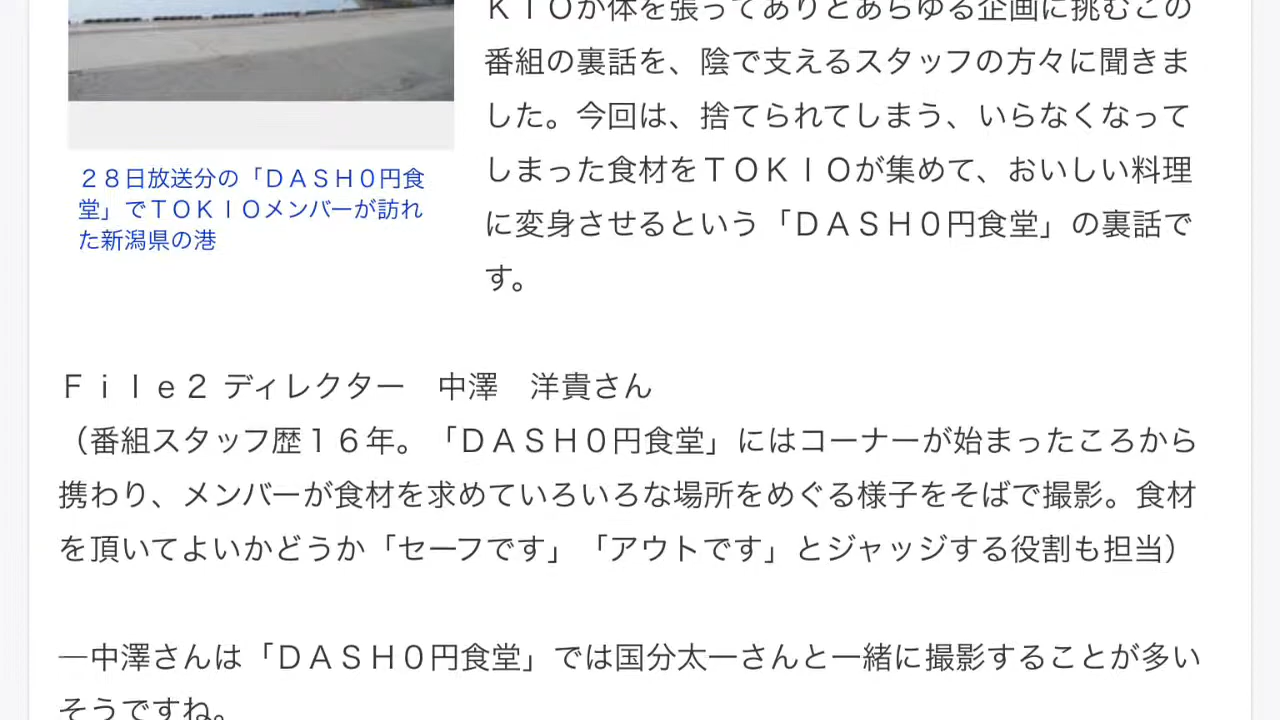 ＫＩＯが体を張ってありとあらゆる企画に挑むこの
番組の裏話を、陰で支えるスタッフの方々に聞きま
した。今回は、捨てられてしまう、いらなくなって
しまった食材をＴＯＫＩＯが集めて、おいしい料理
に変身させるという「ＤＡＳＨ０円食堂」の裏話で
す。
２８日放送分の「ＤＡＳＨ０円食
堂」でＴＯＫＩＯメンバーが訪れ
た新潟県の港
Ｆｉｌｅ２ ディレクター　中澤　洋貴さん
（番組スタッフ歴１６年。「ＤＡＳＨ０円食堂」にはコーナーが始まったころから
携わり、メンバーが食材を求めていろいろな場所をめぐる様子をそばで撮影。食材
を頂いてよいかどうか「セーフです」「アウトです」とジャッジする役割も担当）
―中澤さんは「ＤＡＳＨ０円食堂」では国分太一さんと一緒に撮影することが多い
そうですね。